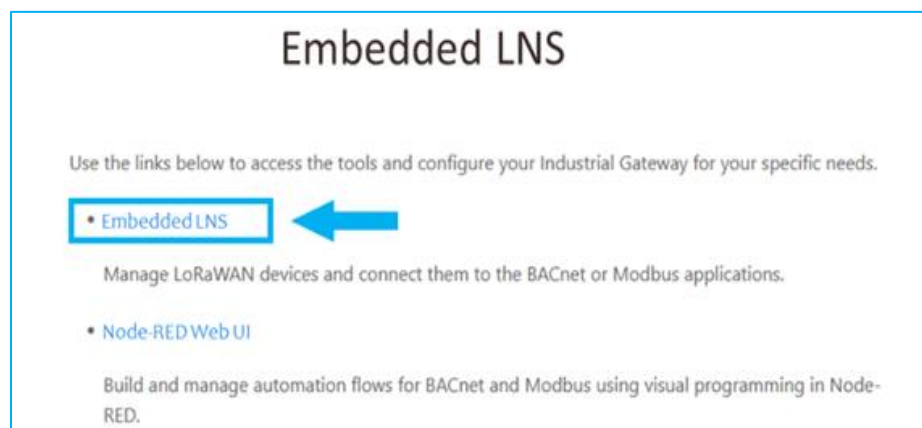 Embedded LNS
Use the links below to access the tools and configure your Industrial Gateway for your specific needs.
• Embedded LNS
Manage LoRaWAN devices and connect them to the BACnet or Modbus applications.
• Node-RED Web UI
Build and manage automation flows for BACnet and Modbus using visual programming in Node-
RED.